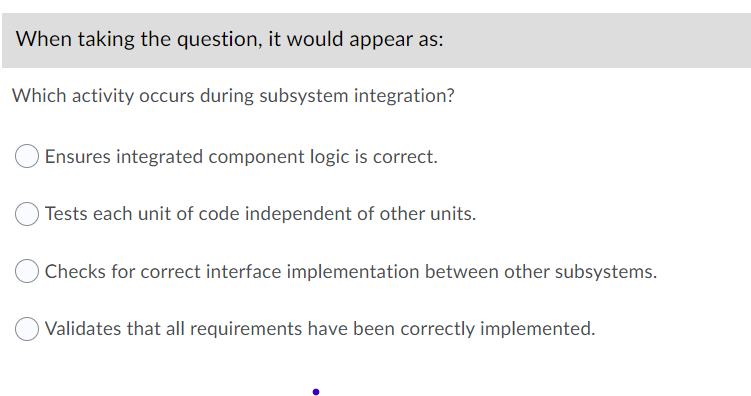 When taking the question, it would appear as:
Which activity occurs during subsystem integration?
Ensures integrated component logic is correct.
Tests each unit of code independent of other units.
Checks for correct interface implementation between other subsystems.
Validates that all requirements have been correctly implemented.